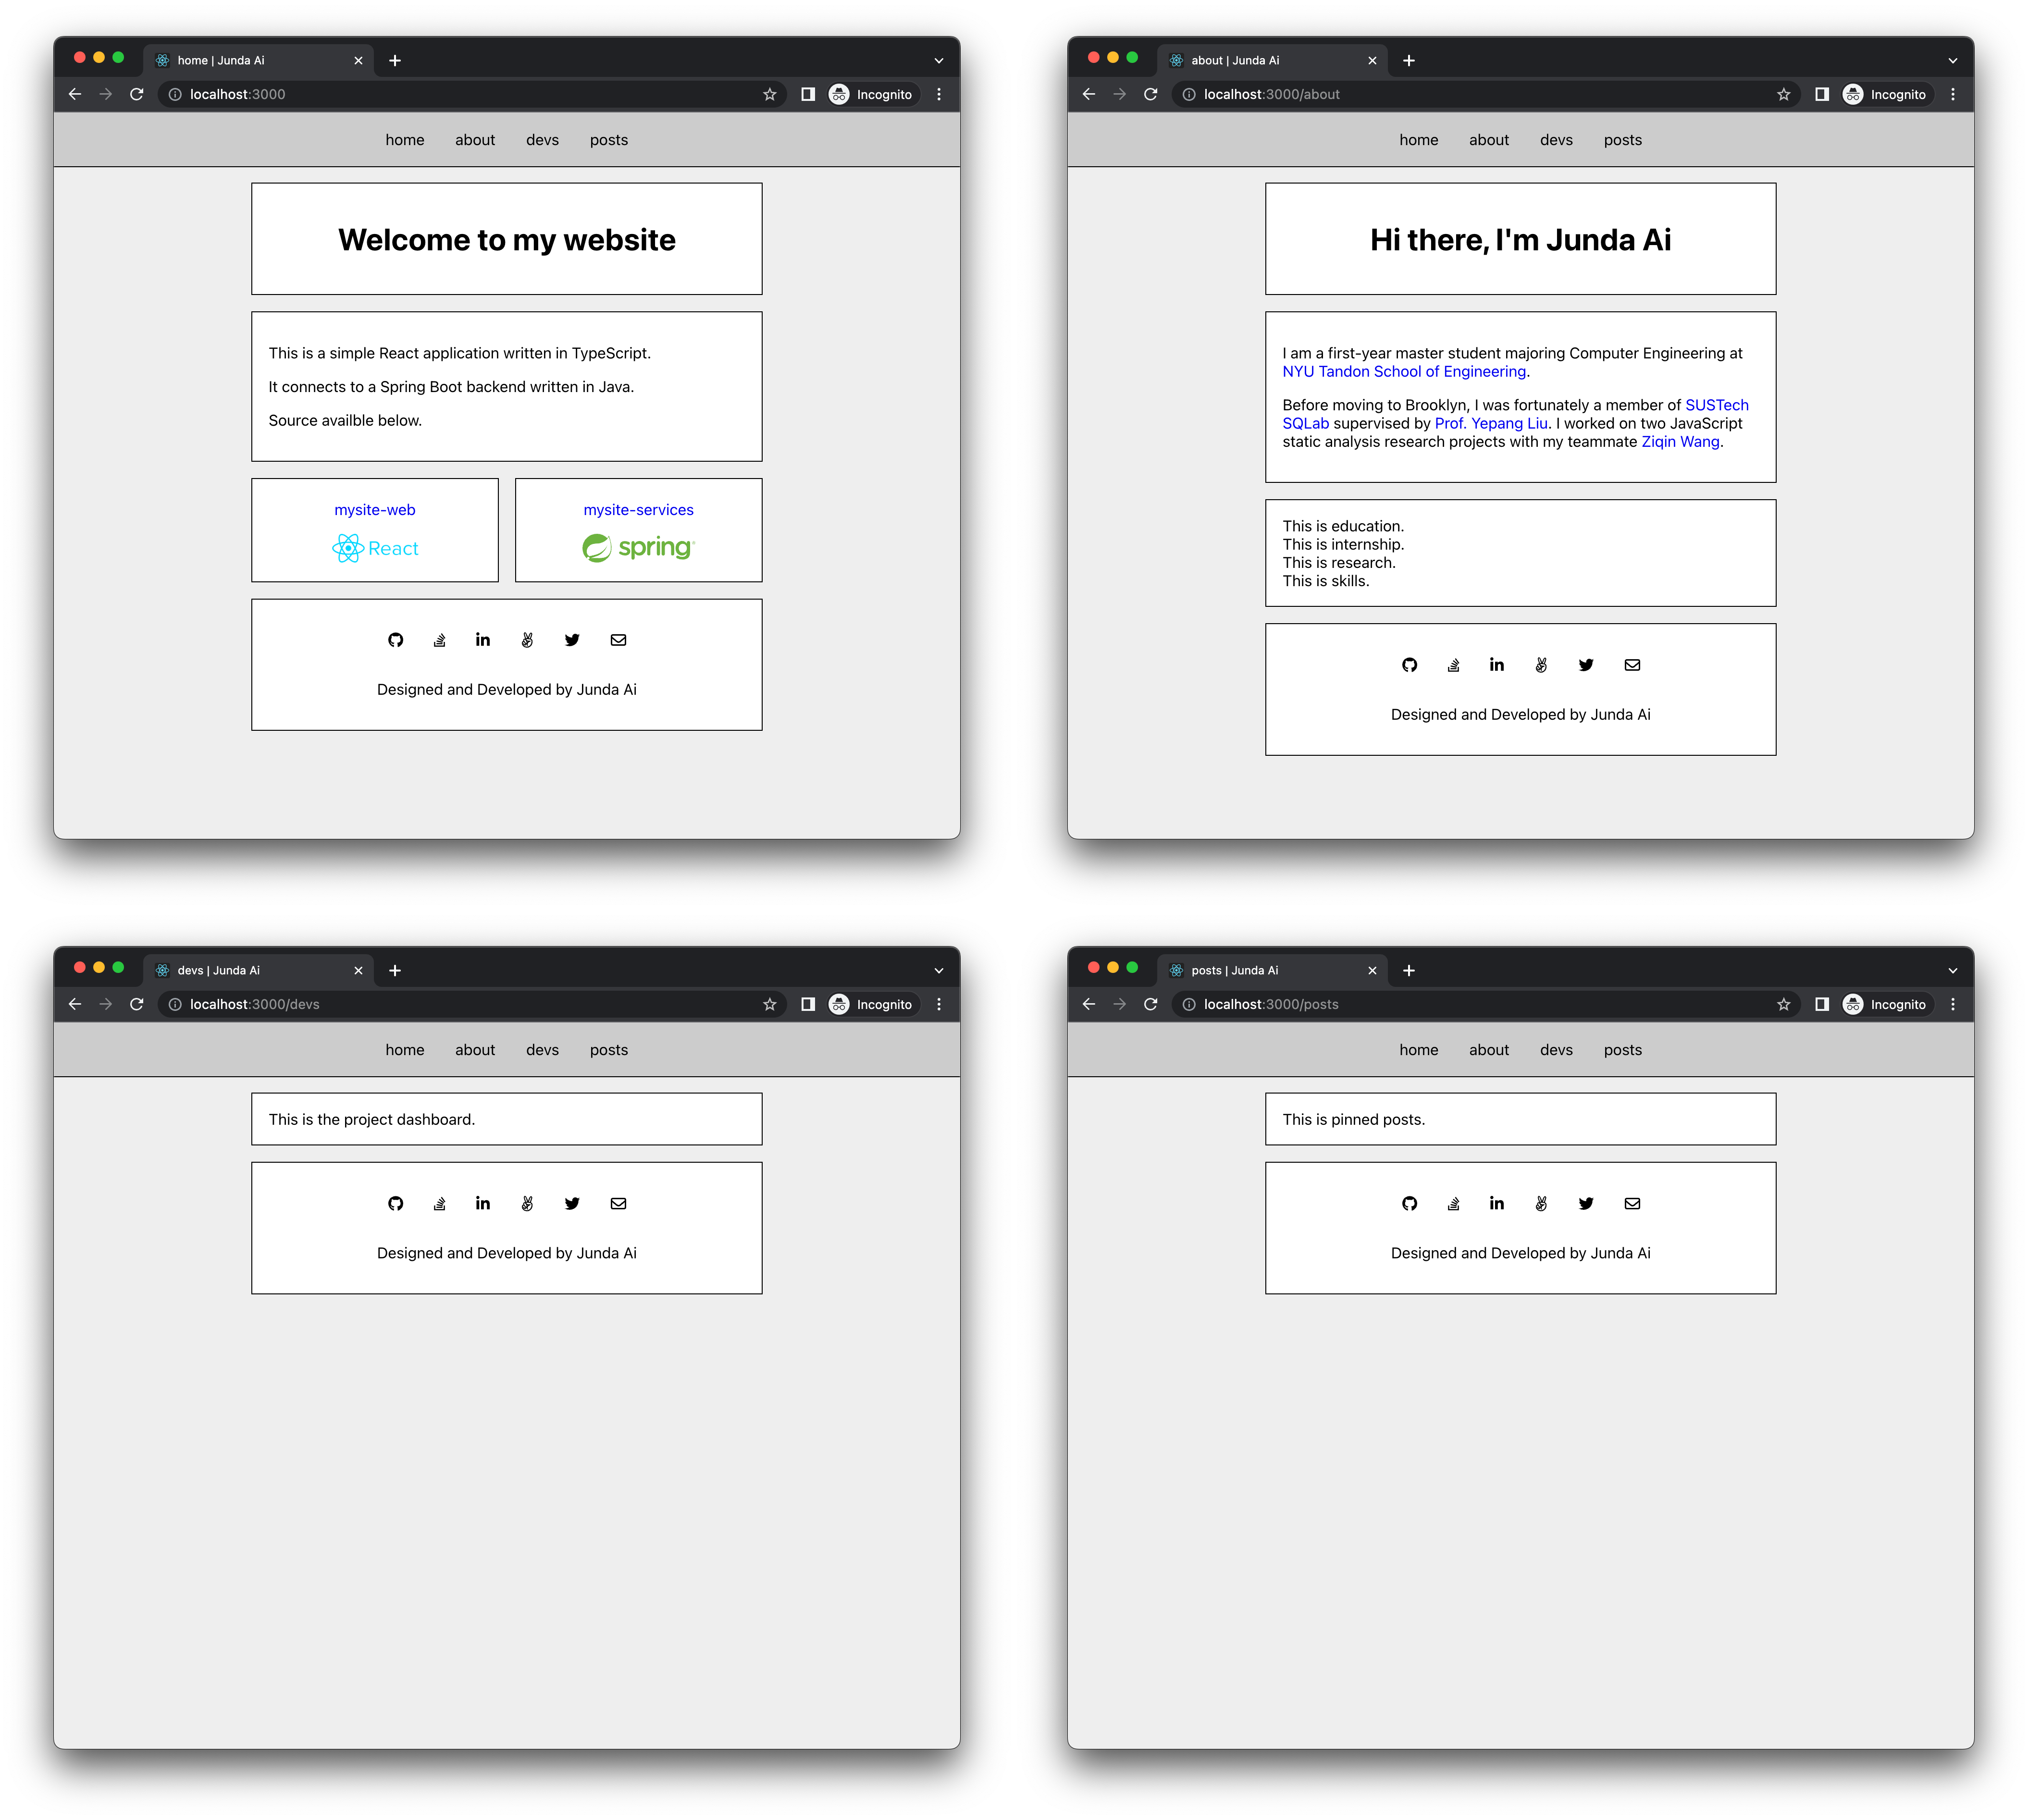 home | Junda Ai
localhost:3000
Incognito
home about devs posts
Welcome to my website
This is a simple React application written in TypeScript.
It connects to a Spring Boot backend written in Java.
Source availble below.
mysite-web
React
mysite-services
spring
Designed and Developed by Junda Ai
about | Junda Ai
localhost:3000/about
Incognito
home about devs posts
Hi there, I'm Junda Ai
I am a first-year master student majoring Computer Engineering at
NYU Tandon School of Engineering.
Before moving to Brooklyn, I was fortunately a member of SUSTech
SQLab supervised by Prof. Yepang Liu. I worked on two JavaScript
static analysis research projects with my teammate Ziqin Wang.
This is education.
This is internship.
This is research.
This is skills.
in
Designed and Developed by Junda Ai
devs | Junda Ai
localhost:3000/devs
Incognito
home about devs posts
This is the project dashboard.
in
Designed and Developed by Junda Ai
posts | Junda Ai
localhost:3000/posts
Incognito
home about devs posts
This is pinned posts.
in
Designed and Developed by Junda Ai